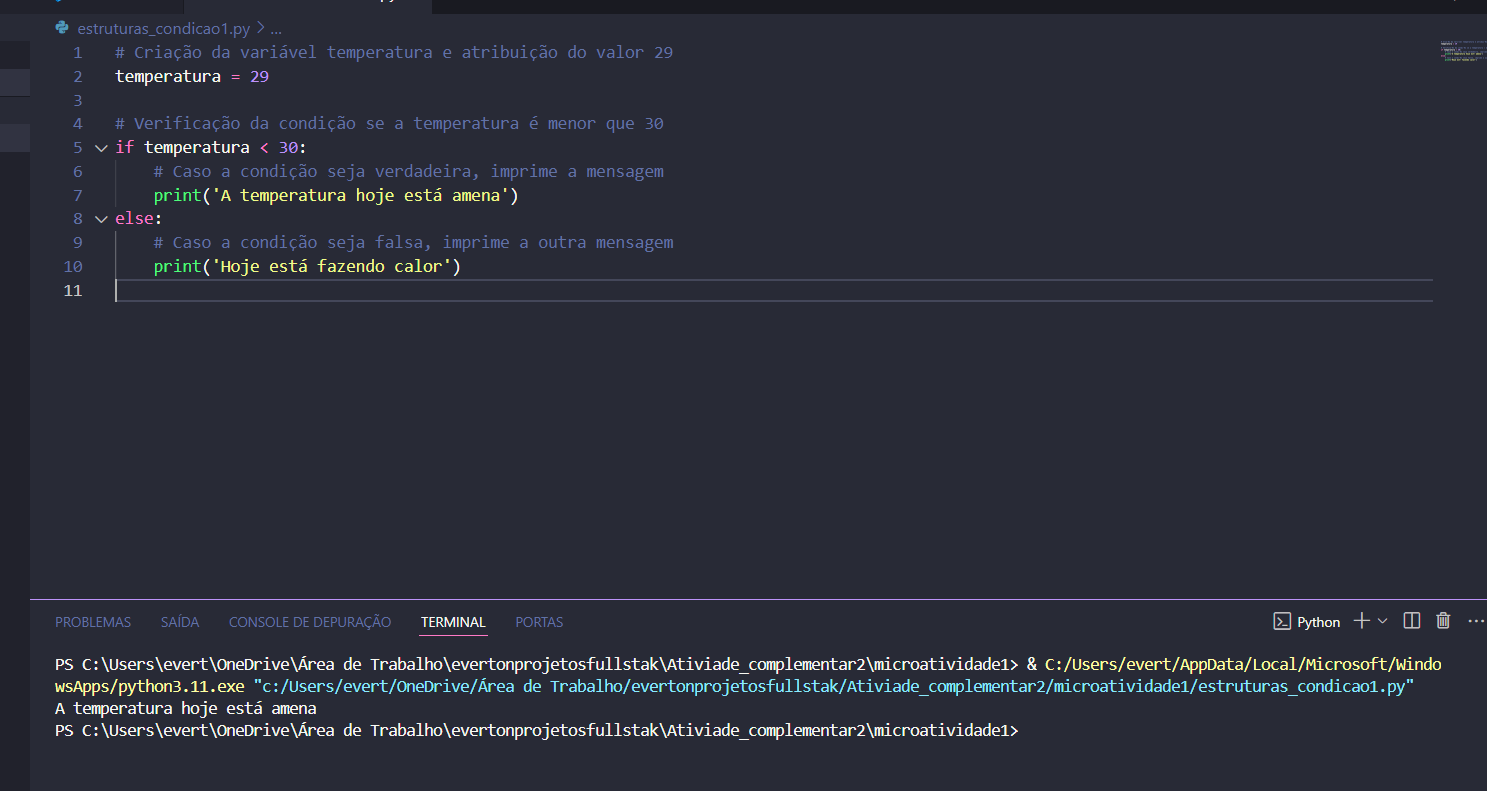 estruturas_condicao1.py > ...
1 # Criação da variável temperatura e atribuição do valor 29
2 temperatura = 29
3
4 # Verificação da condição se a temperatura é menor que 30
5 if temperatura < 30:
6 # Caso a condição seja verdadeira, imprime a mensagem
7 print('A temperatura hoje está amena')
8 else:
9 # Caso a condição seja falsa, imprime a outra mensagem
10 print('Hoje está fazendo calor')
11
PROBLEMAS SAÍDA CONSOLE DE DEPURAÇÃO TERMINAL PORTAS Python
PS C:\Users\evert\OneDrive\Área de Trabalho\evertonprojetosfullstak\Ativiade_complementar2\microatividade1> & C:/Users/evert/AppData/Local/Microsoft/Windo
wsApps/python3.11.exe "c:/Users/evert/OneDrive/Área de Trabalho/evertonprojetosfullstak/Ativiade_complementar2/microatividade1/estruturas_condicao1.py"
A temperatura hoje está amena
PS C:\Users\evert\OneDrive\Área de Trabalho\evertonprojetosfullstak\Ativiade_complementar2\microatividade1>